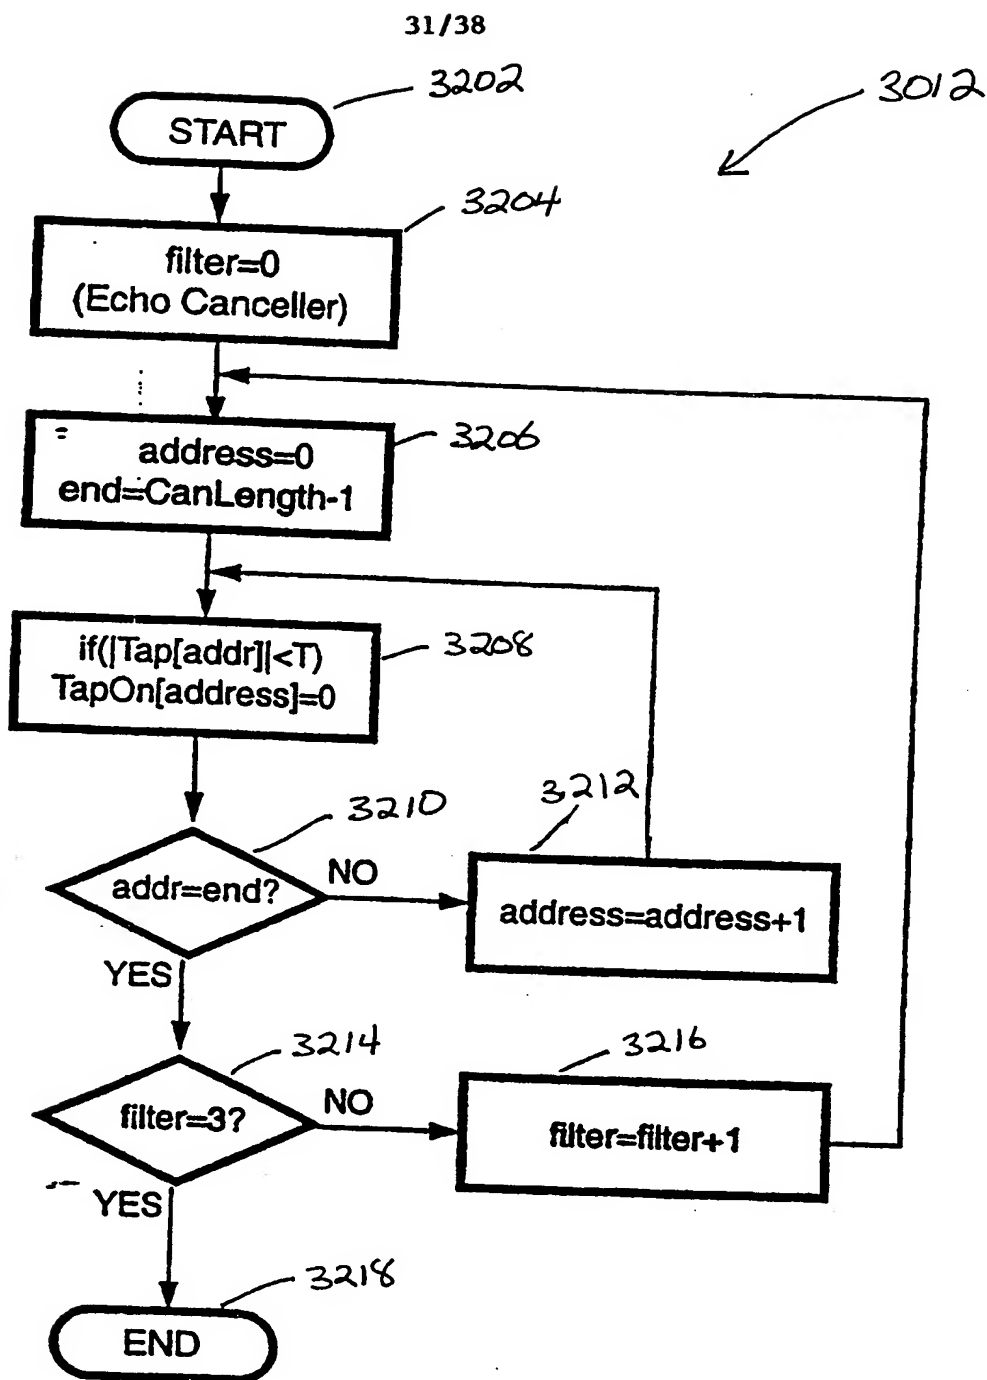 31/38
3202
3012
START
3204
filter=0
(Echo Canceller)
3206
address=0
end=CanLength-1
3208
if(|Tap[addr]|<T)
TapOn[address]=0
3210
3212
addr=end?
NO
address=address+1
YES
3214
3216
filter=3?
NO
filter=filter+1
YES
3218
END